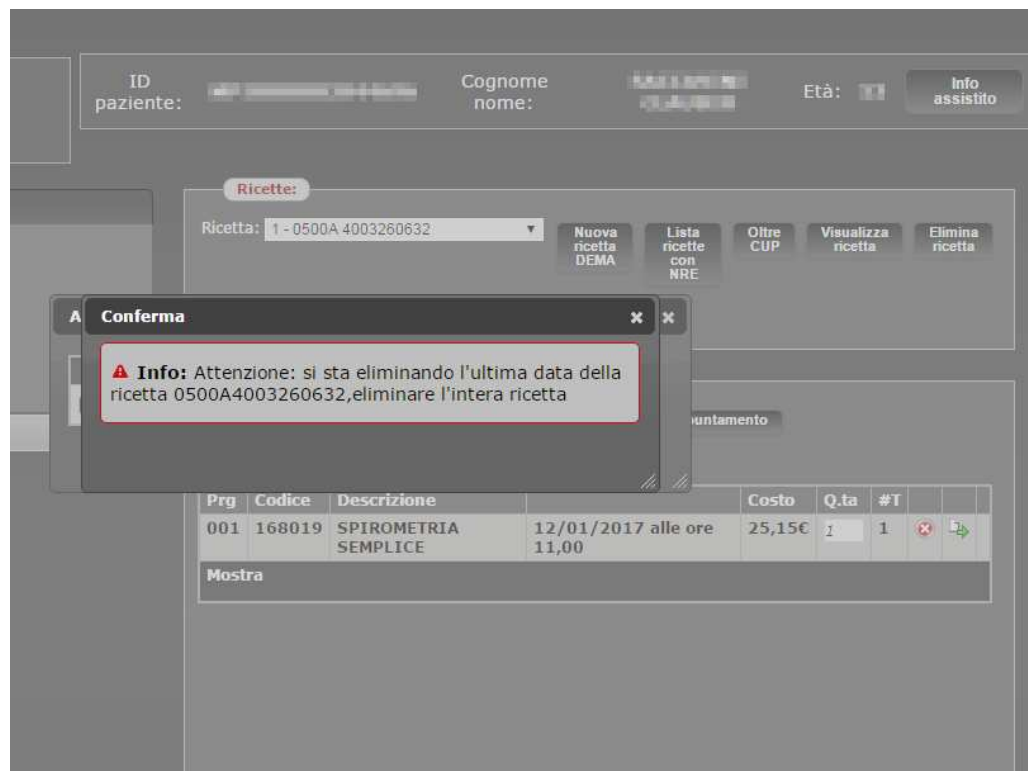 ID paziente:
Cognome nome:
Età:
Info assistito
Ricette:
Ricetta: 1 - 0500A 4003260632
Nuova ricetta DEMA
Lista ricette con NRE
Oltre CUP
Visualizza ricetta
Elimina ricetta
A
Conferma
Info: Attenzione: si sta eliminando l'ultima data della
ricetta 0500A4003260632,eliminare l'intera ricetta
Prg Codice Descrizione Costo Q.ta #T
001 168019 SPIROMETRIA SEMPLICE 12/01/2017 alle ore 11,00 25,15€ 1 1
Mostra